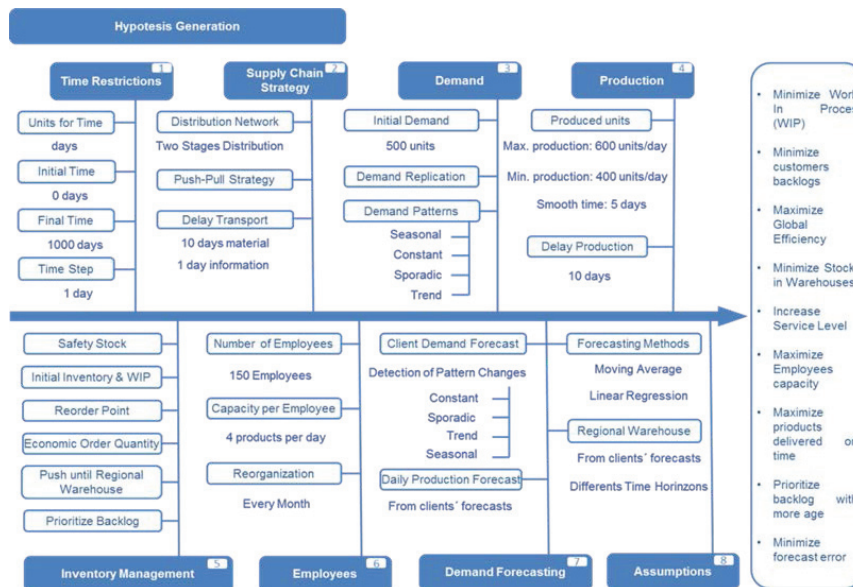 Hypotesis Generation
1
Time Restrictions
Units for Time
days
Initial Time
0 days
Final Time
1000 days
Time Step
1 day
2
Supply Chain
Strategy
Distribution Network
Two Stages Distribution
Push-Pull Strategy
Delay Transport
10 days material
1 day information
3
Demand
Initial Demand
500 units
Demand Replication
Demand Patterns
Seasonal
Constant
Sporadic
Trend
4
Production
Produced units
Max. production: 600 units/day
Min. production: 400 units/day
Smooth time: 5 days
Delay Production
10 days
Safety Stock
Initial Inventory & WIP
Reorder Point
Economic Order Quantity
Push until Regional
Warehouse
Prioritize Backlog
5
Inventory Management
Number of Employees
150 Employees
Capacity per Employee
4 products per day
Reorganization
Every Month
6
Employees
Client Demand Forecast
Detection of Pattern Changes
Constant
Sporadic
Trend
Seasonal
Daily Production Forecast
From clients´ forecasts
7
Demand Forecasting
Forecasting Methods
Moving Average
Linear Regression
Regional Warehouse
From clients´ forecasts
Differents Time Horinzons
8
Assumptions
• Minimize Work
In Proces
(WIP)
• Minimize
customers
backlogs
• Maximize
Global
Efficiency
• Minimize Stock
in Warehouses
• Increase
Service Level
• Maximize
Employees
capacity
• Maximize
prioducts
delivered on
time
• Prioritize
backlog with
more age
• Minimize
forecast error